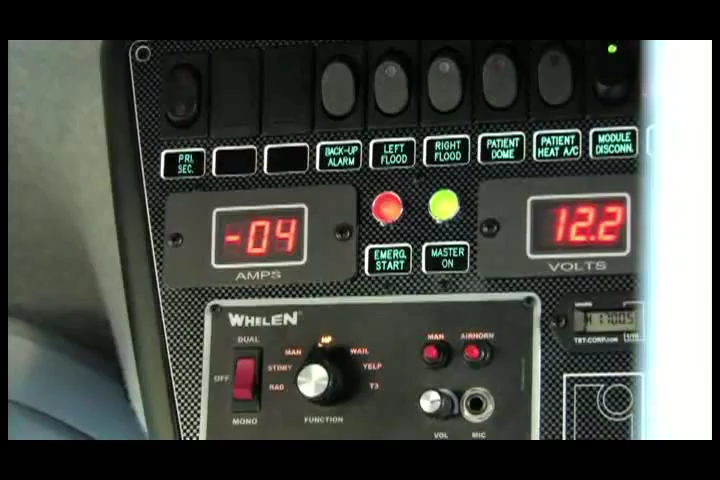 PRI.
SEC.
BACK-UP
ALARM
LEFT
FLOOD
RIGHT
FLOOD
PATIENT
DOME
PATIENT
HEAT A/C
MODULE
DISCONN.
-04
AMPS
EMERG.
START
MASTER
ON
12.2
VOLTS
WHELEN
DUAL
OFF
MONO
RAD
STDBY
MAN
HF
WAIL
YELP
T3
FUNCTION
MAN
AIRHORN
VOL
MIC
TST-CORP.COM